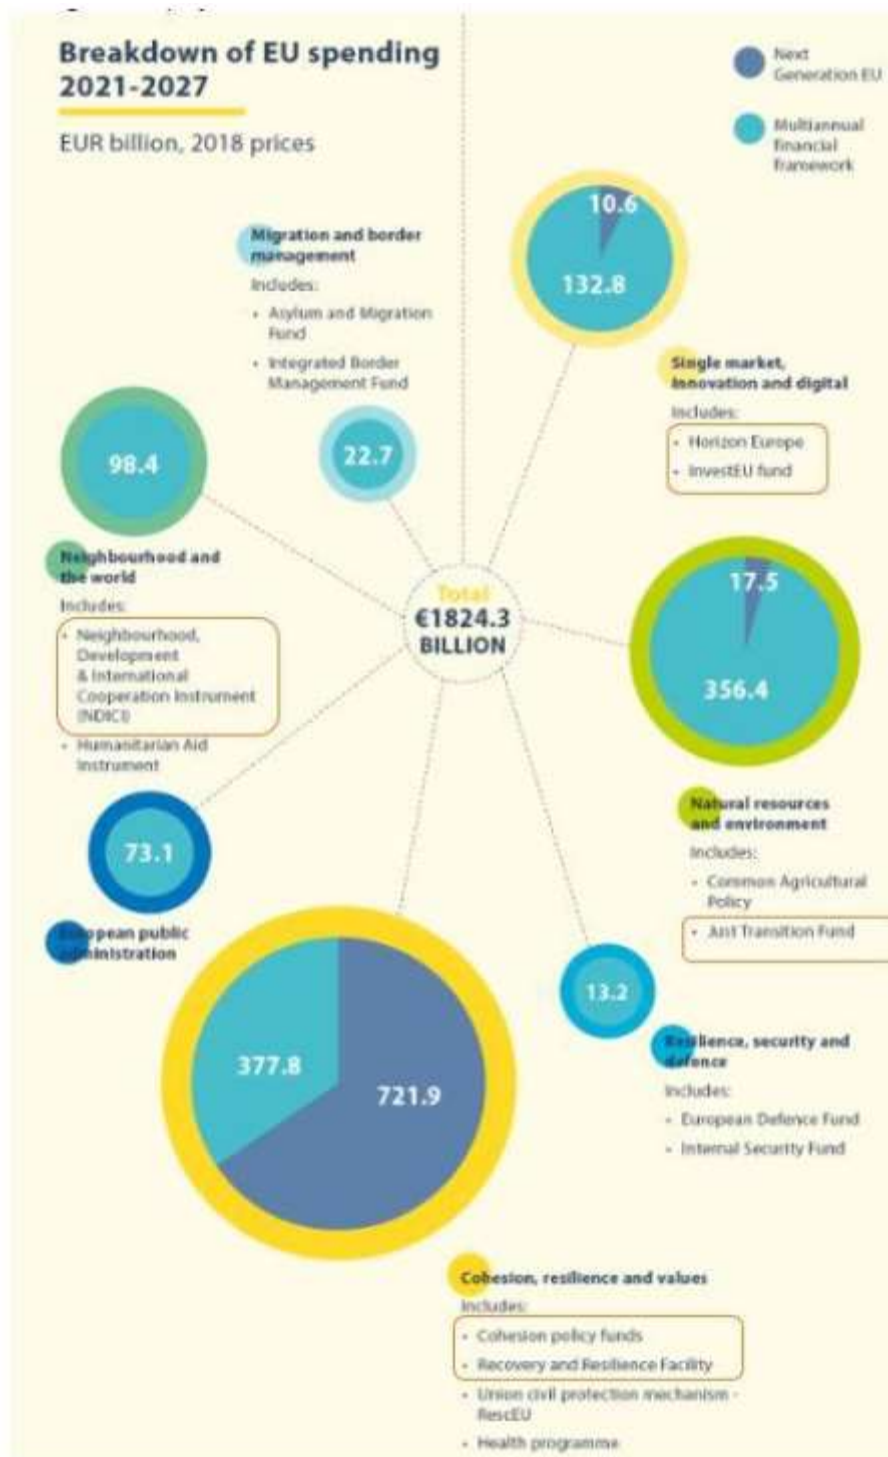 Breakdown of EU spending
2021-2027
EUR billion, 2018 prices
Next
Generation EU
Multiannual
financial
framework
10.6
132.8
Migration and border
management
Includes:
• Asylum and Migration
Fund
• Integrated Border
Management Fund
22.7
Single market,
innovation and digital
Includes:
• Horizon Europe
• InvestEU fund
98.4
Neighbourhood and
the world
Includes:
• Neighbourhood,
Development
& International
Cooperation Instrument
(NDICI)
• Humanitarian Aid
Instrument
Total
€1824.3
BILLION
17.5
356.4
Natural resources
and environment
Includes:
• Common Agricultural
Policy
• Just Transition Fund
73.1
European public
administration
377.8
721.9
13.2
Resilience, security and
defence
Includes:
• European Defence Fund
• Internal Security Fund
Cohesion, resilience and values
Includes:
• Cohesion policy funds
• Recovery and Resilience Facility
• Union civil protection mechanism -
RescEU
• Health programme